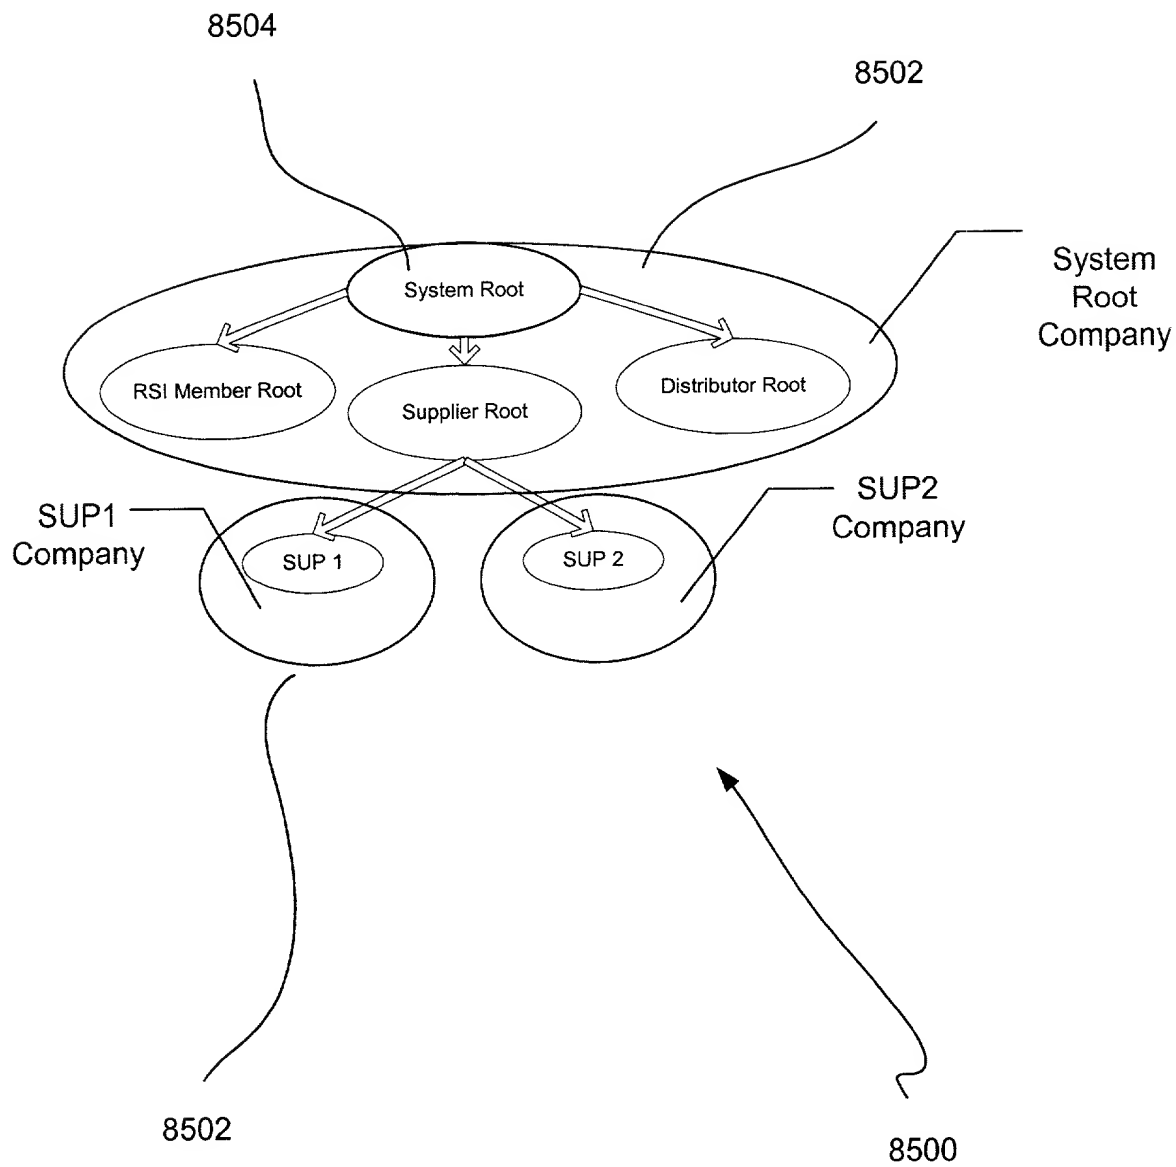 8504
8502
System
Root
Company
System Root
RSI Member Root
Supplier Root
Distributor Root
SUP1
Company
SUP2
Company
SUP 1
SUP 2
8502
8500